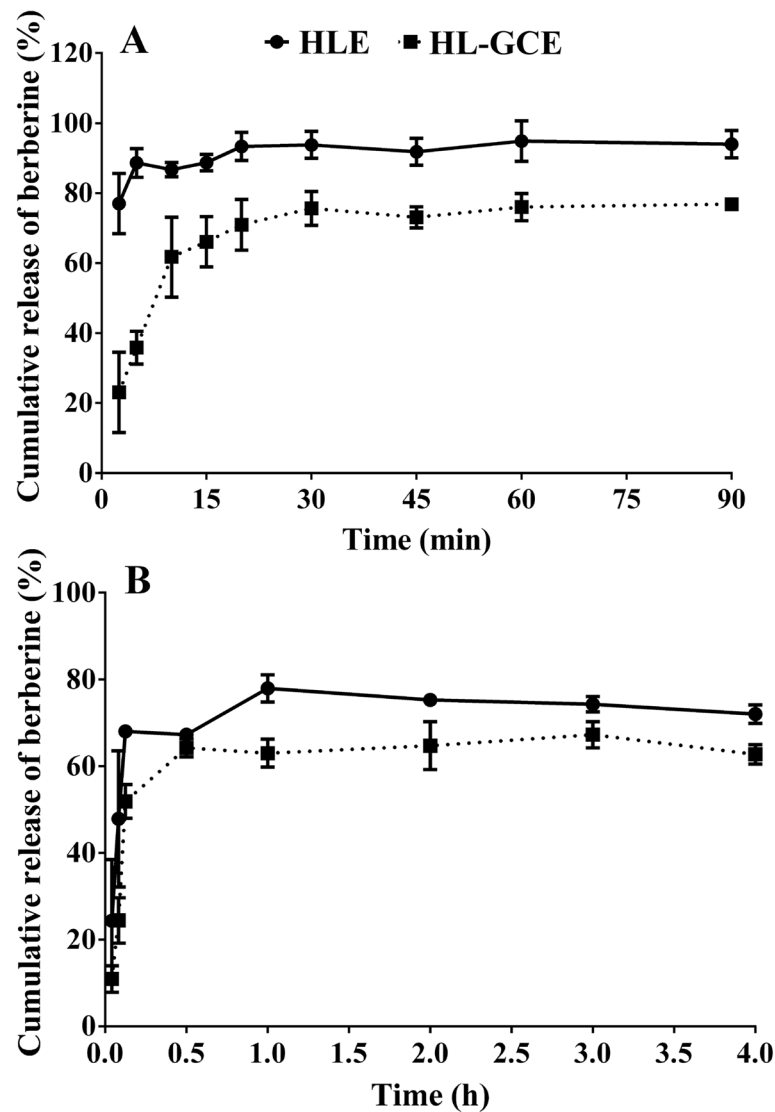 A
HLE HL-GCE
Cumulative release of berberine (%)
120
100
80
60
40
20
0
0 15 30 45 60 75 90
Time (min)
B
Cumulative release of berberine (%)
100
80
60
40
20
0
0.0 0.5 1.0 1.5 2.0 2.5 3.0 3.5 4.0
Time (h)